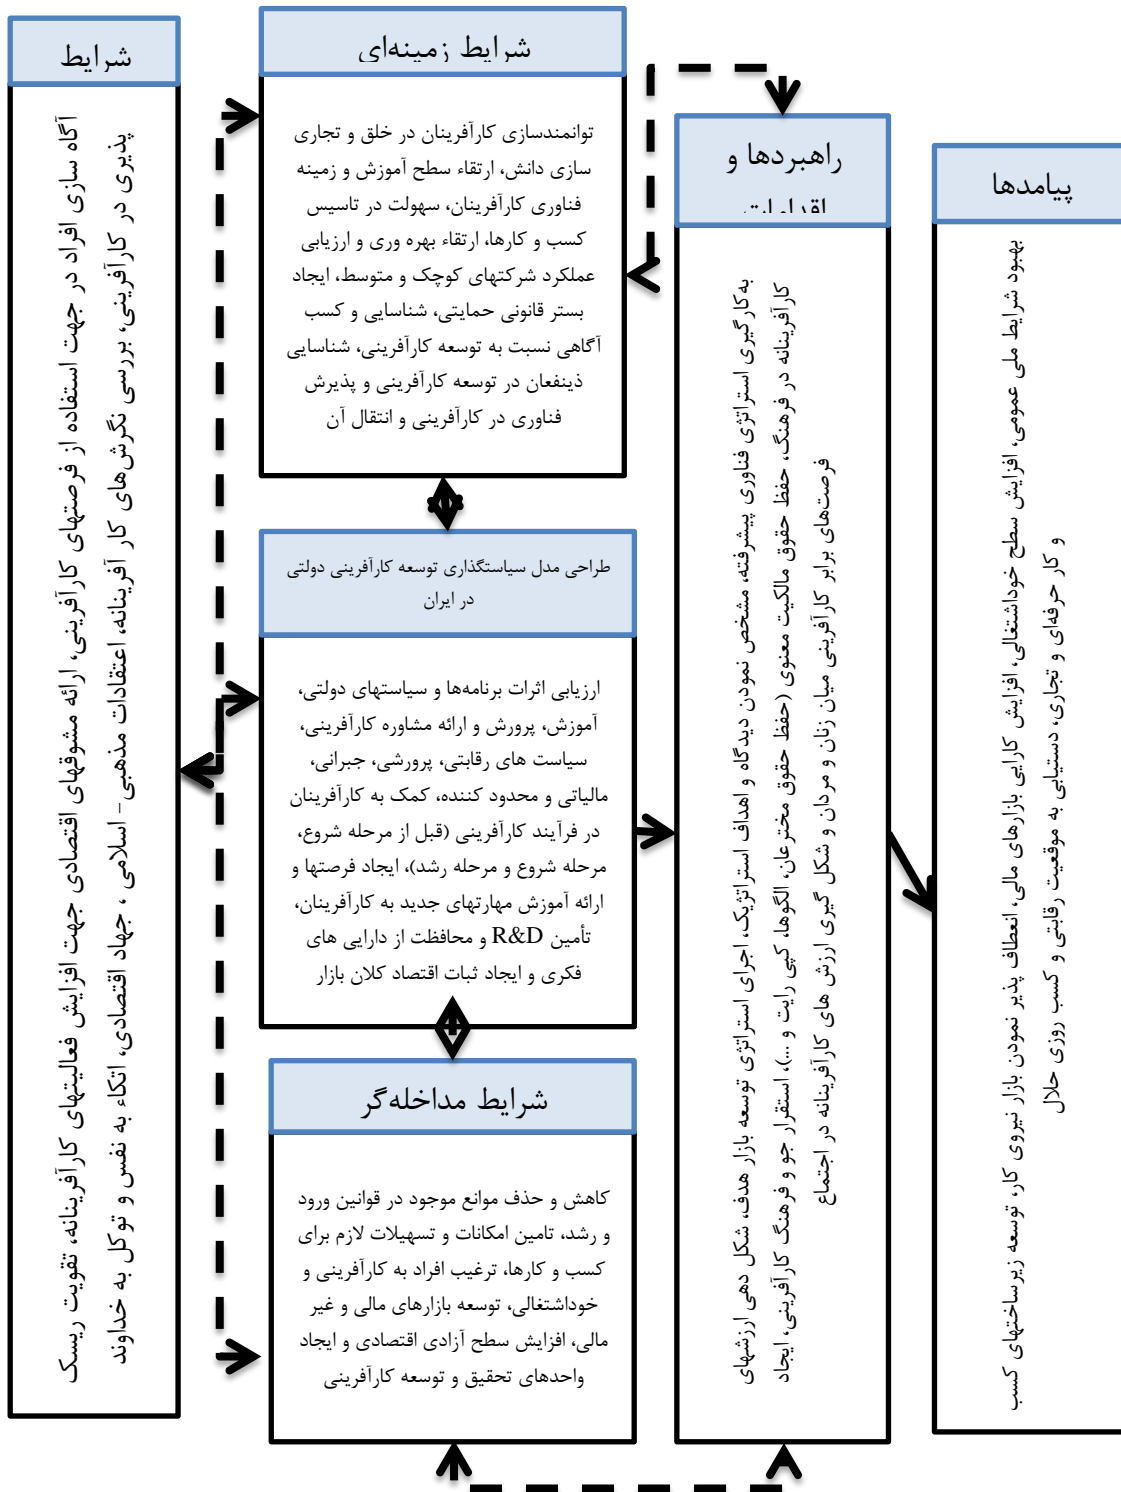 شرایط
آگاه سازی افراد در جهت استفاده از فرصتهای کارآفرینی، ارائه مشوقهای اقتصادی جهت افزایش فعالیتهای کارآفرینانه، تقویت ریسک
پذیری در کارآفرینی، بررسی نگرش‌های کار آفرینانه، اعتقادات مذهبی - اسلامی ، جهاد اقتصادی، اتکاء به نفس و توکل به خداوند
شرایط زمینه‌ای
توانمندسازی کارآفرینان در خلق و تجاری
سازی دانش، ارتقاء سطح آموزش و زمینه
فناوری کارآفرینان، سهولت در تاسیس
کسب و کارها، ارتقاء بهره وری و ارزیابی
عملکرد شرکتهای کوچک و متوسط، ایجاد
بستر قانونی حمایتی، شناسایی و کسب
آگاهی نسبت به توسعه کارآفرینی، شناسایی
ذینفعان در توسعه کارآفرینی و پذیرش
فناوری در کارآفرینی و انتقال آن
طراحی مدل سیاستگذاری توسعه کارآفرینی دولتی
در ایران
ارزیابی اثرات برنامه‌ها و سیاستهای دولتی،
آموزش، پرورش و ارائه مشاوره کارآفرینی،
سیاست های رقابتی، پرورشی، جبرانی،
مالیاتی و محدود کننده، کمک به کارآفرینان
در فرآیند کارآفرینی (قبل از مرحله شروع،
مرحله شروع و مرحله رشد)، ایجاد فرصتها و
ارائه آموزش مهارتهای جدید به کارآفرینان،
تأمین R&D و محافظت از دارایی های
فکری و ایجاد ثبات اقتصاد کلان بازار
شرایط مداخله‌گر
کاهش و حذف موانع موجود در قوانین ورود
و رشد، تامین امکانات و تسهیلات لازم برای
کسب و کارها، ترغیب افراد به کارآفرینی و
خوداشتغالی، توسعه بازارهای مالی و غیر
مالی، افزایش سطح آزادی اقتصادی و ایجاد
واحدهای تحقیق و توسعه کارآفرینی
راهبردها و
اقدامات
به‌کارگیری استراتژی فناوری پیشرفته، مشخص نمودن دیدگاه و اهداف استراتژیک، اجرای استراتژی توسعه بازار هدف، شکل دهی ارزشهای
کارآفرینانه در فرهنگ، حفظ حقوق مالکیت معنوی (حفظ حقوق مخترعان، الگوها، کپی رایت و ...)، استقرار جو و فرهنگ کارآفرینی، ایجاد
فرصت‌های برابر کارآفرینی میان زنان و مردان و شکل گیری ارزش های کارآفرینانه در اجتماع
پیامدها
بهبود شرایط ملی عمومی، افزایش سطح خوداشتغالی، افزایش کارایی بازارهای مالی، انعطاف پذیر نمودن بازار نیروی کار، توسعه زیرساختهای کسب
و کار حرفه‌ای و تجاری، دستیابی به موقعیت رقابتی و کسب روزی حلال